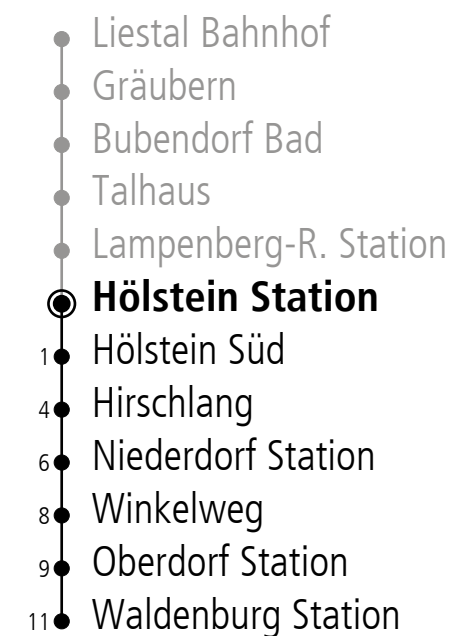 Liestal Bahnhof
Gräubern
Bubendorf Bad
Talhaus
Lampenberg-R. Station
Hölstein Station
1 Hölstein Süd
4 Hirschlang
6 Niederdorf Station
8 Winkelweg
9 Oberdorf Station
11 Waldenburg Station